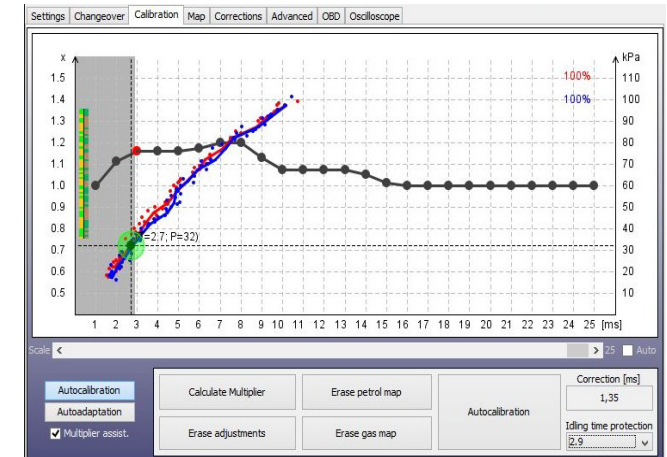 Settings Changeover Calibration Map Corrections Advanced OBD Oscilloscope
x kPa
1.5 100% 110
1.4 100% 100
1.3 90
1.2 80
1.1 70
1.0 60
0.9 50
0.8 40
=2.7; P=32)
0.7 30
0.6 20
0.5 10
1 2 3 4 5 6 7 8 9 10 11 12 13 14 15 16 17 18 19 20 21 22 23 24 25 [ms]
Scale 25 Auto
Autocalibration
Autoadaptation
Multiplier assist.
Calculate Multiplier
Erase petrol map
Erase adjustments
Erase gas map
Autocalibration
Correction [ms]
1,35
Idling time protection
2.9